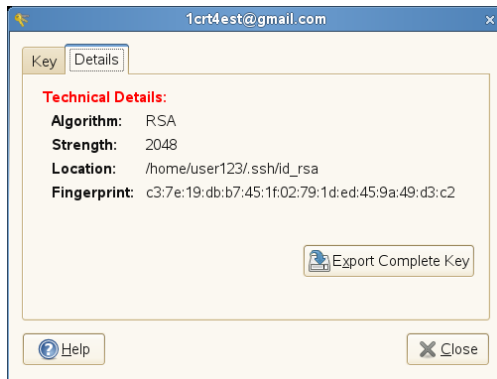 1crt4est@gmail.com
Key Details
Technical Details:
Algorithm: RSA
Strength: 2048
Location: /home/user123/.ssh/id_rsa
Fingerprint: c3:7e:19:db:b7:45:1f:02:79:1d:ed:45:9a:49:d3:c2
Export Complete Key
Help Close